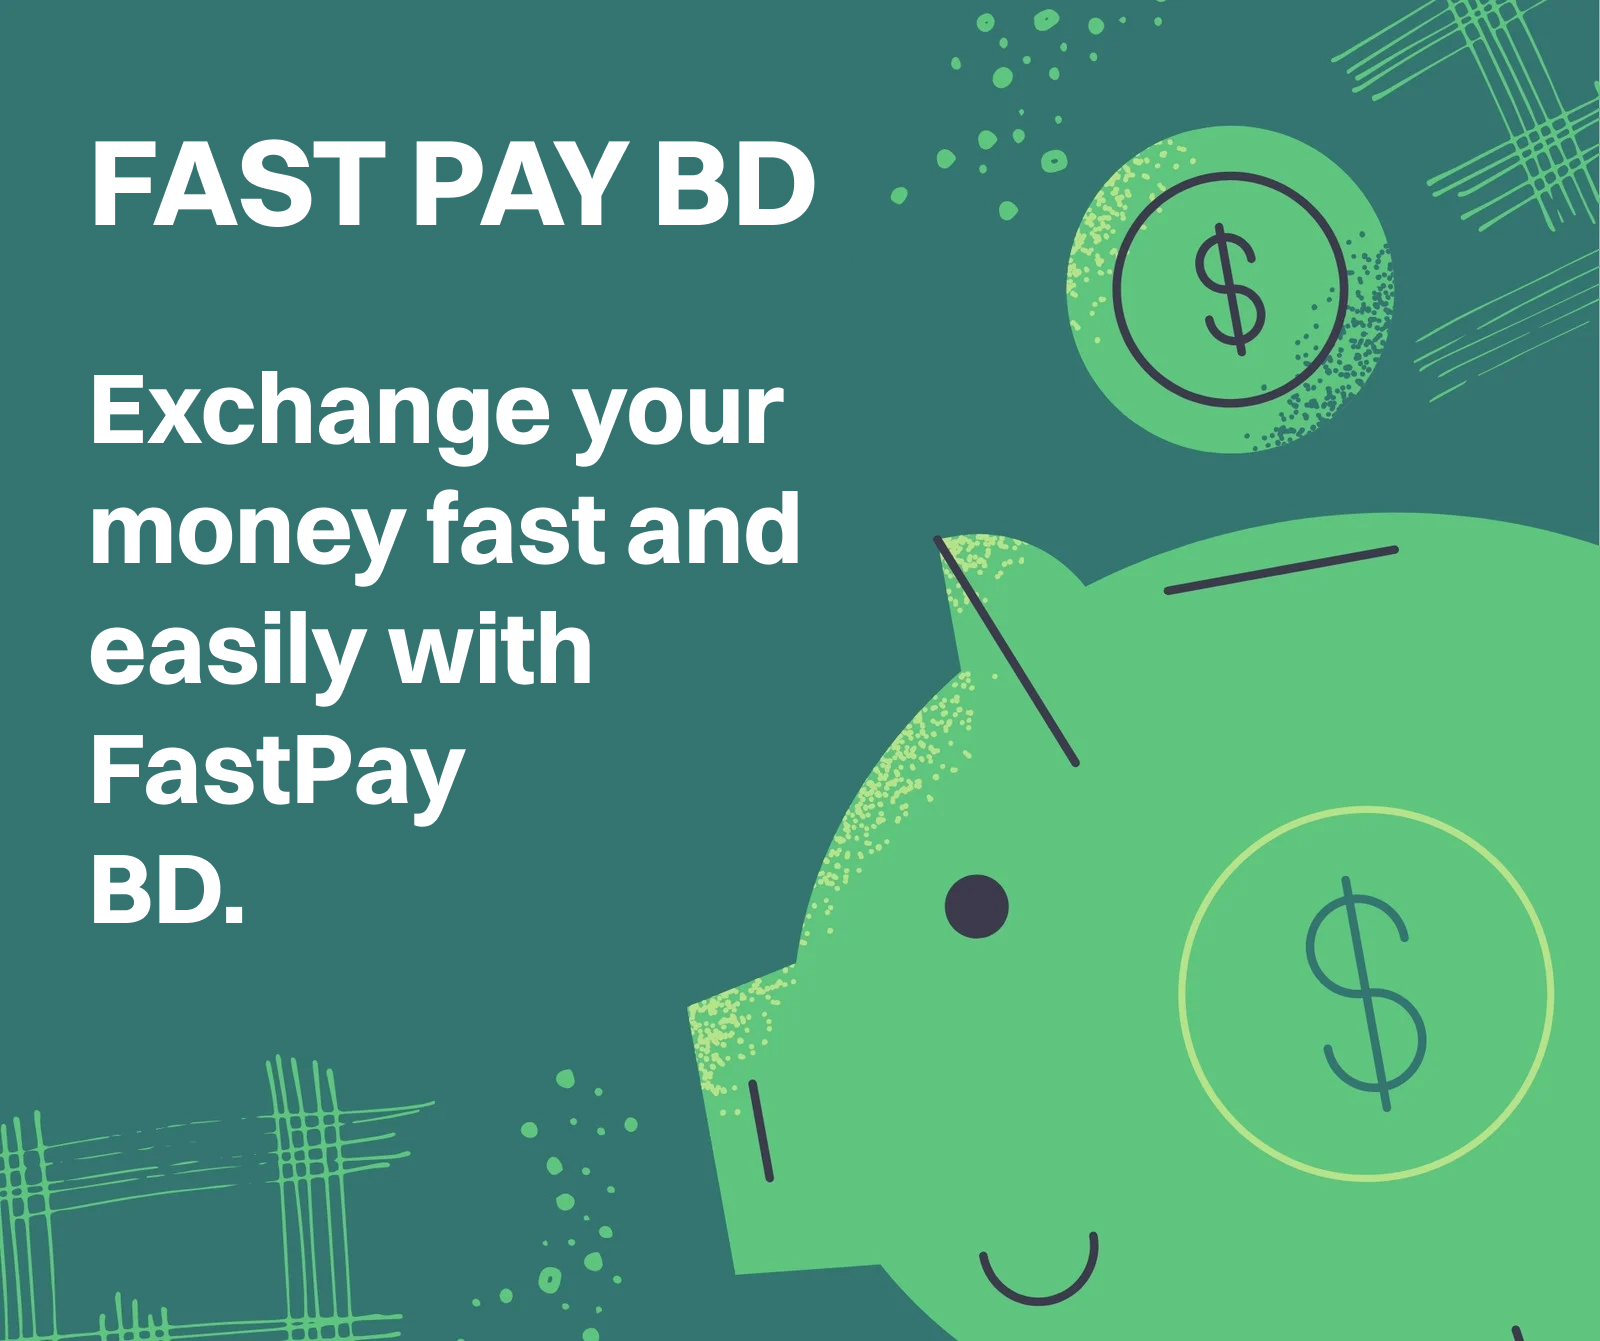 FAST PAY BD
Exchange your
money fast and
easily with
FastPay
BD.
$
$